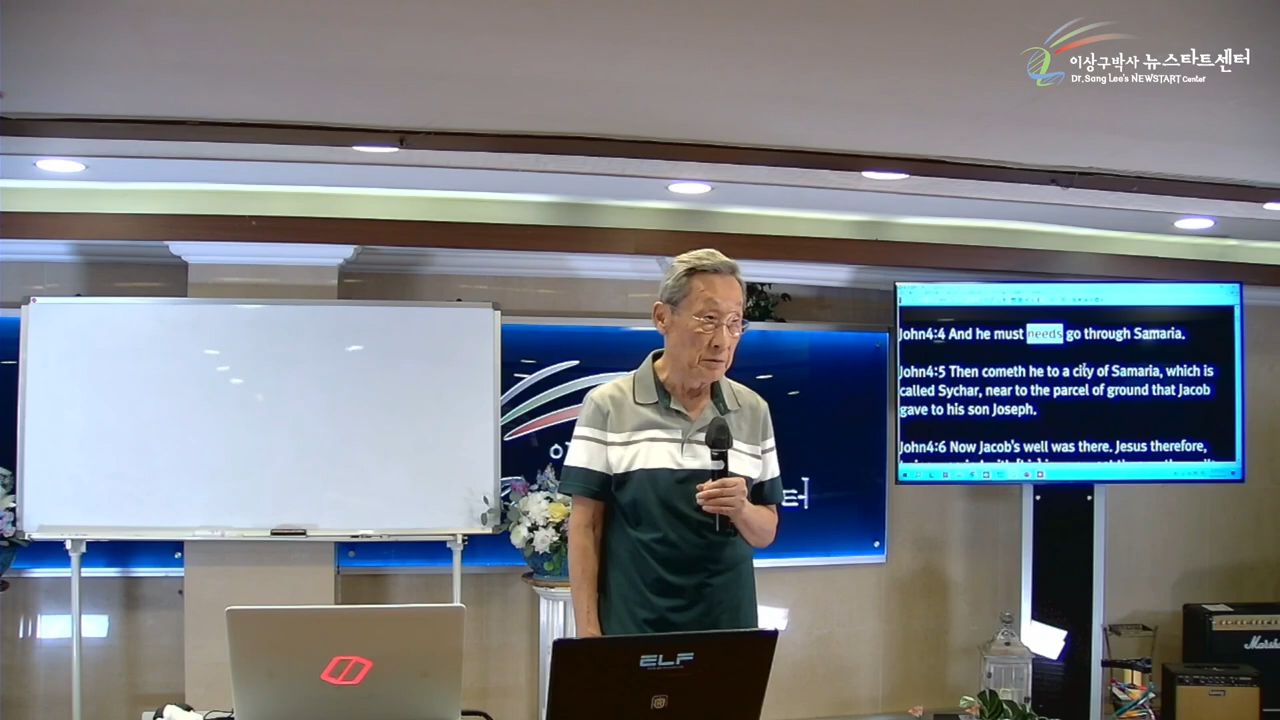 이상구박사 뉴스타트센터
Dr. Sang Lee's NEWSTART Center
John4:4 And he must needs go through Samaria.
John4:5 Then cometh he to a city of Samaria, which is
called Sychar, near to the parcel of ground that Jacob
gave to his son Joseph.
John4:6 Now Jacob's well was there. Jesus therefore,
터
ELF
Marshall